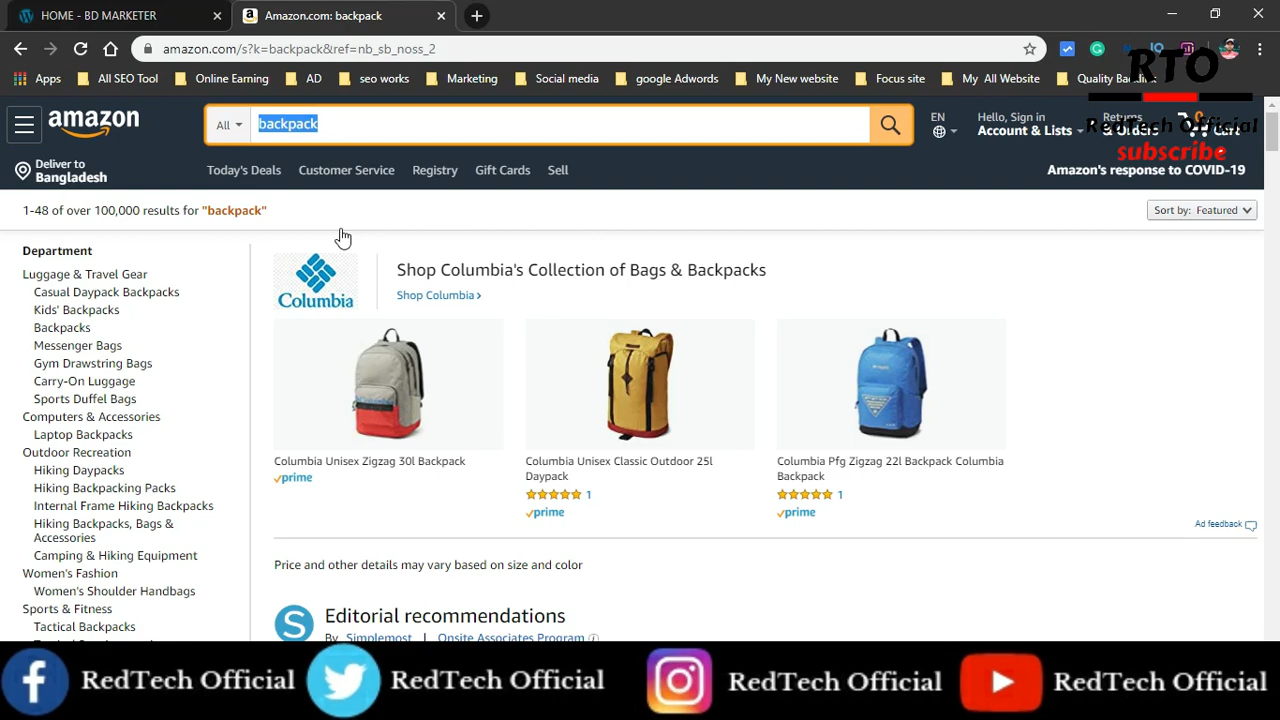 HOME - BD MARKETER
Amazon.com: backpack
amazon.com/s?k=backpack&ref=nb_sb_noss_2
Apps All SEO Tool Online Earning AD seo works Marketing Social media google Adwords My New website Focus site My All Website Quality Backlink
RTO
RedTech Official
subscribe
amazon
All backpack
EN
Hello, Sign in
Account & Lists
Returns
& Orders
0
Cart
Deliver to
Bangladesh
Today's Deals Customer Service Registry Gift Cards Sell
Amazon's response to COVID-19
1-48 of over 100,000 results for "backpack"
Sort by: Featured
Department
Luggage & Travel Gear
Casual Daypack Backpacks
Kids' Backpacks
Backpacks
Messenger Bags
Gym Drawstring Bags
Carry-On Luggage
Sports Duffel Bags
Computers & Accessories
Laptop Backpacks
Outdoor Recreation
Hiking Daypacks
Hiking Backpacking Packs
Internal Frame Hiking Backpacks
Hiking Backpacks, Bags &
Accessories
Camping & Hiking Equipment
Women's Fashion
Women's Shoulder Handbags
Sports & Fitness
Tactical Backpacks
Columbia
Shop Columbia's Collection of Bags & Backpacks
Shop Columbia ›
Columbia Unisex Zigzag 30l Backpack
prime
Columbia Unisex Classic Outdoor 25l
Daypack
1
prime
Columbia Pfg Zigzag 22l Backpack Columbia
Backpack
1
prime
Ad feedback
Price and other details may vary based on size and color
S
Editorial recommendations
By Simplemost | Onsite Associates Program
RedTech Official RedTech Official RedTech Official RedTech Official